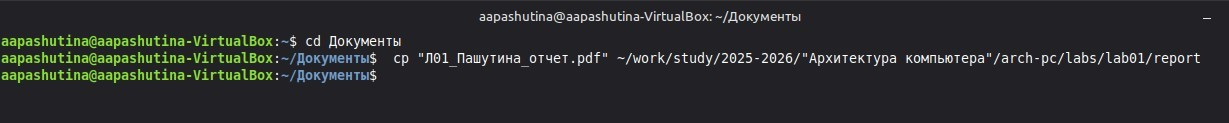 aapashutina@aapashutina-VirtualBox: ~/Документы
aapashutina@aapashutina-VirtualBox:~$ cd Документы
aapashutina@aapashutina-VirtualBox:~/Документы$  cp "Л01_Пашутина_отчет.pdf" ~/work/study/2025-2026/"Архитектура компьютера"/arch-pc/labs/lab01/report
aapashutina@aapashutina-VirtualBox:~/Документы$